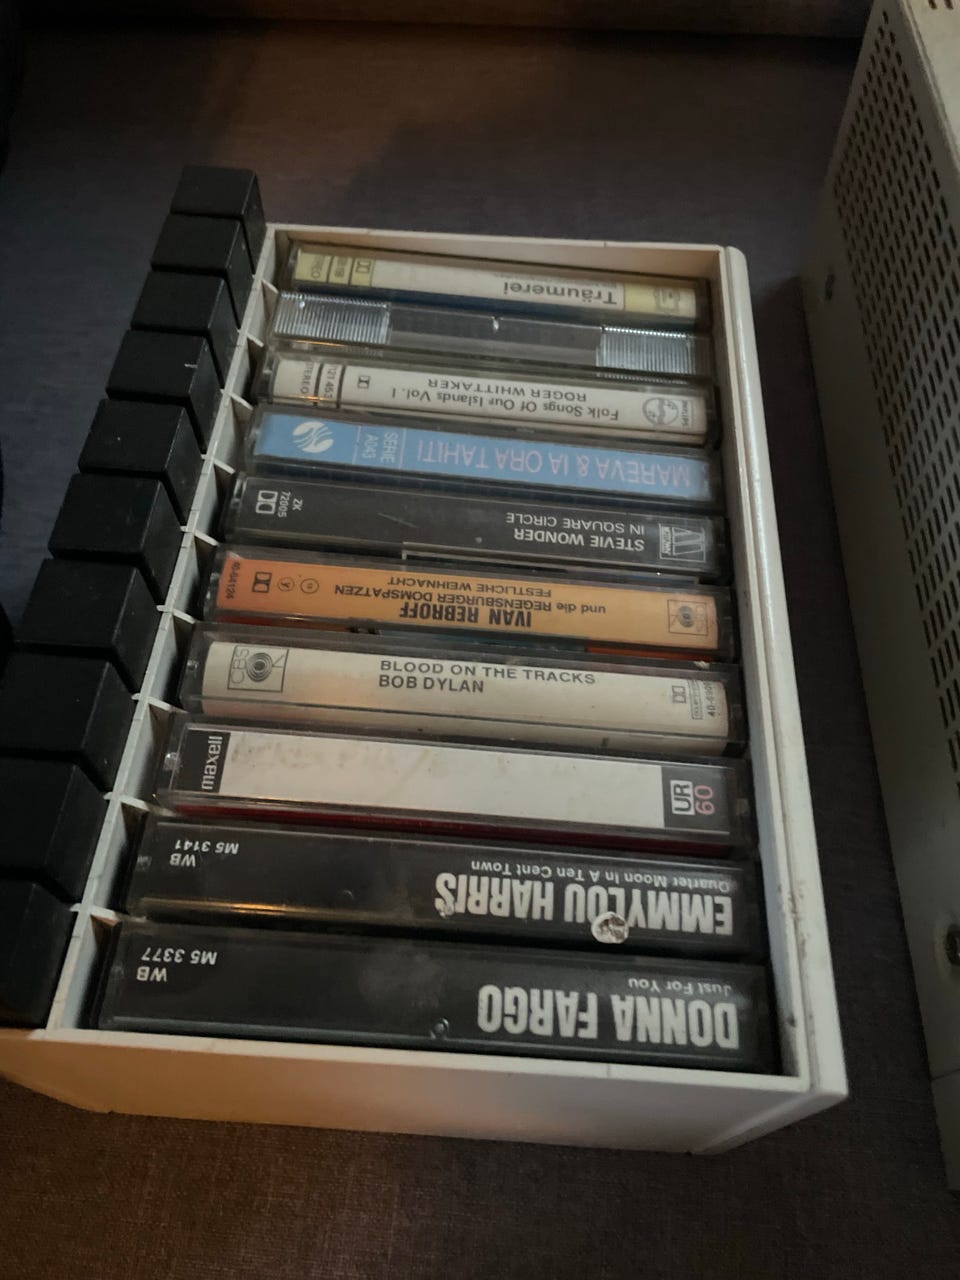 Träumerei
Folk Songs Of Our Islands Vol. I
ROGER WHITTAKER
PHILIPS
MAREVA & IA ORA TAHITI
SERIE
A043
STEVIE WONDER
IN SQUARE CIRCLE
MOTOWN
ZK
72005
IVAN REBROFF
und die REGENSBURGER DOMSPATZEN
FESTLICHE WEIHNACHT
CBS
BLOOD ON THE TRACKS
BOB DYLAN
maxell
UR
60
EMMYLOU HARRIS
Quarter Moon In A Ten Cent Town
WB
M5 3141
DONNA FARGO
Just For You
WB
M5 3377